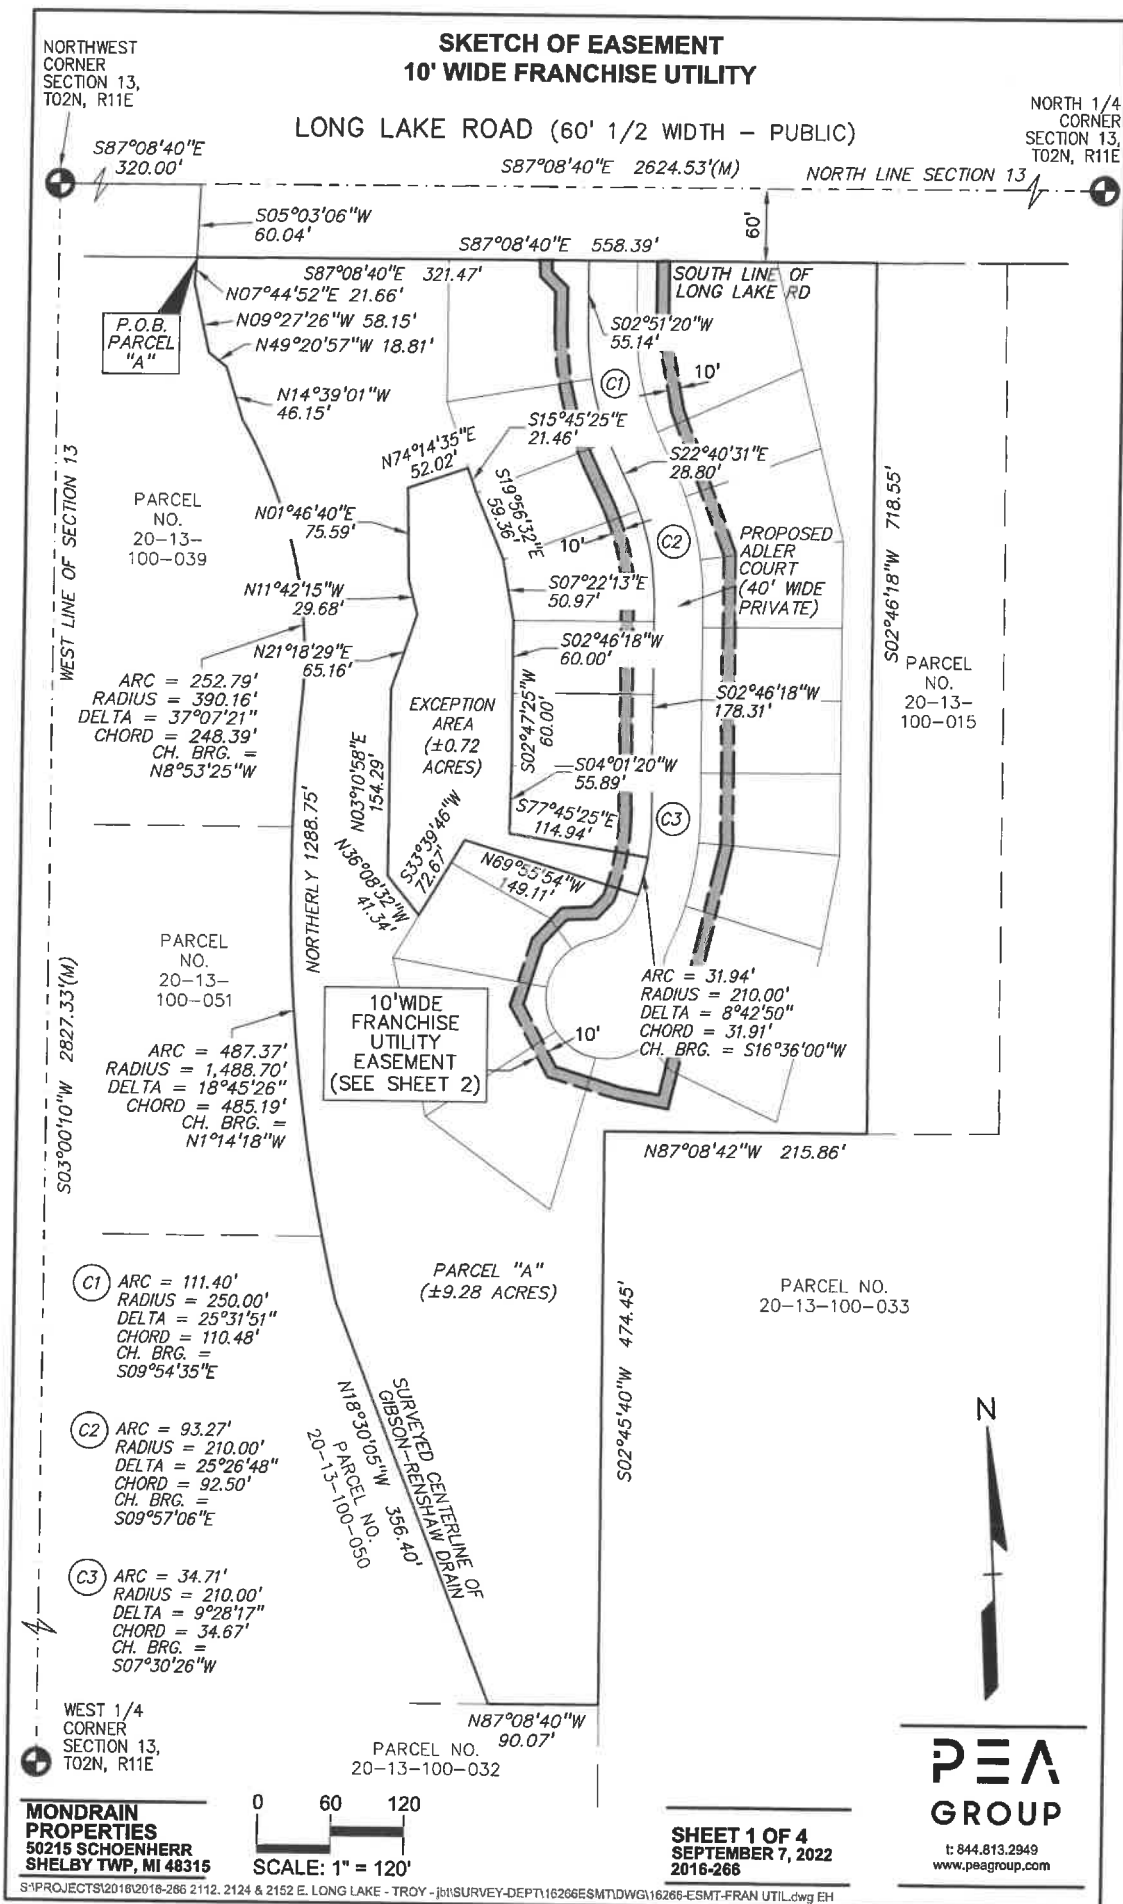 SKETCH OF EASEMENT
10' WIDE FRANCHISE UTILITY
NORTHWEST
CORNER
SECTION 13,
T02N, R11E
LONG LAKE ROAD (60' 1/2 WIDTH - PUBLIC)
NORTH 1/4
CORNER
SECTION 13,
T02N, R11E
S87°08'40"E
320.00'
S87°08'40"E 2624.53'(M)
NORTH LINE SECTION 13
S05°03'06"W
60.04'
60'
S87°08'40"E 558.39'
S87°08'40"E 321.47'
SOUTH LINE OF
LONG LAKE RD
N07°44'52"E 21.66'
P.O.B.
PARCEL
"A"
N09°27'26"W 58.15'
N49°20'57"W 18.81'
S02°51'20"W
55.14'
C1
10'
N14°39'01"W
46.15'
S15°45'25"E
21.46'
N74°14'35"E
52.02'
S22°40'31"E
28.80'
S19°56'32"E
59.36'
WEST LINE OF SECTION 13
PARCEL
NO.
20-13-
100-039
N01°46'40"E
75.59'
10'
C2
PROPOSED
ADLER
COURT
(40' WIDE
PRIVATE)
S02°46'18"W 718.55'
N11°42'15"W
29.68'
S07°22'13"E
50.97'
N21°18'29"E
65.16'
S02°46'18"W
60.00'
ARC = 252.79'
RADIUS = 390.16'
DELTA = 37°07'21"
CHORD = 248.39'
CH. BRG. =
N8°53'25"W
EXCEPTION
AREA
(±0.72
ACRES)
S02°47'25"W
60.00'
S02°46'18"W
178.31'
PARCEL
NO.
20-13-
100-015
N03°10'58"E
154.29'
S04°01'20"W
55.89'
S77°45'25"E
114.94'
C3
S33°39'46"W
72.67'
N36°08'32"W
41.34'
N69°55'54"W
149.11'
NORTHERLY 1288.75'
PARCEL
NO.
20-13-
100-051
S03°00'10"W 2827.33'(M)
10'WIDE
FRANCHISE
UTILITY
EASEMENT
(SEE SHEET 2)
10'
ARC = 31.94'
RADIUS = 210.00'
DELTA = 8°42'50"
CHORD = 31.91'
CH. BRG. = S16°36'00"W
ARC = 487.37'
RADIUS = 1,488.70'
DELTA = 18°45'26"
CHORD = 485.19'
CH. BRG. =
N1°14'18"W
N87°08'42"W 215.86'
PARCEL "A"
(±9.28 ACRES)
S02°45'40"W 474.45'
PARCEL NO.
20-13-100-033
C1
ARC = 111.40'
RADIUS = 250.00'
DELTA = 25°31'51"
CHORD = 110.48'
CH. BRG. =
S09°54'35"E
C2
ARC = 93.27'
RADIUS = 210.00'
DELTA = 25°26'48"
CHORD = 92.50'
CH. BRG. =
S09°57'06"E
C3
ARC = 34.71'
RADIUS = 210.00'
DELTA = 9°28'17"
CHORD = 34.67'
CH. BRG. =
S07°30'26"W
SURVEYED CENTERLINE OF
GIBSON-RENSHAW DRAIN
N18°30'05"W 356.40'
PARCEL NO.
20-13-100-050
N
WEST 1/4
CORNER
SECTION 13,
T02N, R11E
N87°08'40"W
90.07'
PARCEL NO.
20-13-100-032
MONDRAIN
PROPERTIES
50215 SCHOENHERR
SHELBY TWP, MI 48315
0 60 120
SCALE: 1" = 120'
SHEET 1 OF 4
SEPTEMBER 7, 2022
2016-266
PEA
GROUP
t: 844.813.2949
www.peagroup.com
S:\PROJECTS\2016\2016-266 2112, 2124 & 2152 E. LONG LAKE - TROY - jbt\SURVEY-DEPT\16266ESMT\DWG\16266-ESMT-FRAN UTIL.dwg EH